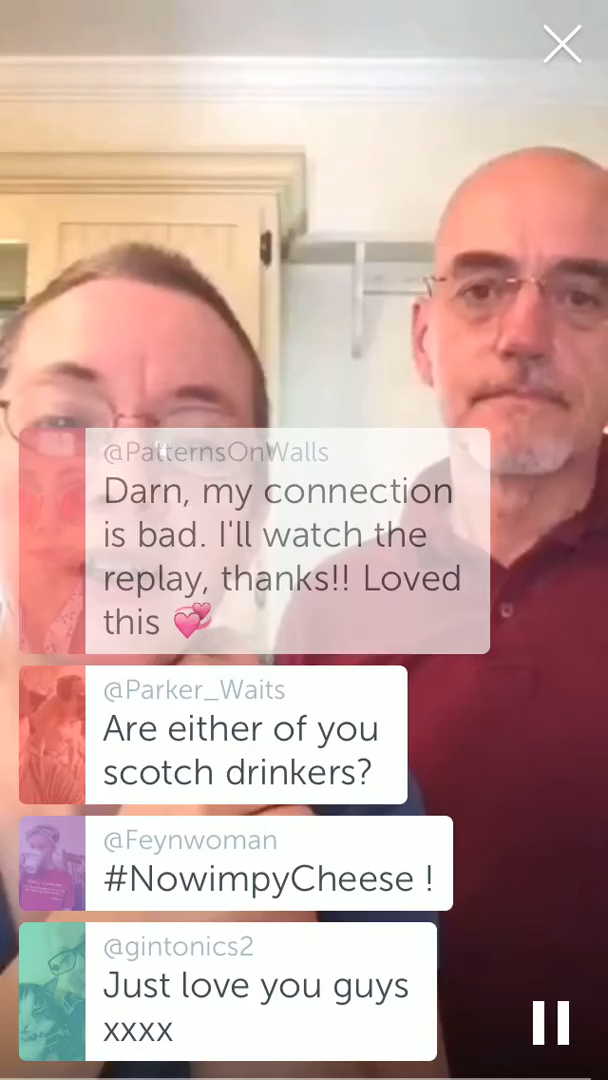 @PatternsOnWalls
Darn, my connection
is bad. I'll watch the
replay, thanks!! Loved
this 💞
@Parker_Waits
Are either of you
scotch drinkers?
@Feynwoman
#NowimpyCheese !
@gintonics2
Just love you guys
xxxx